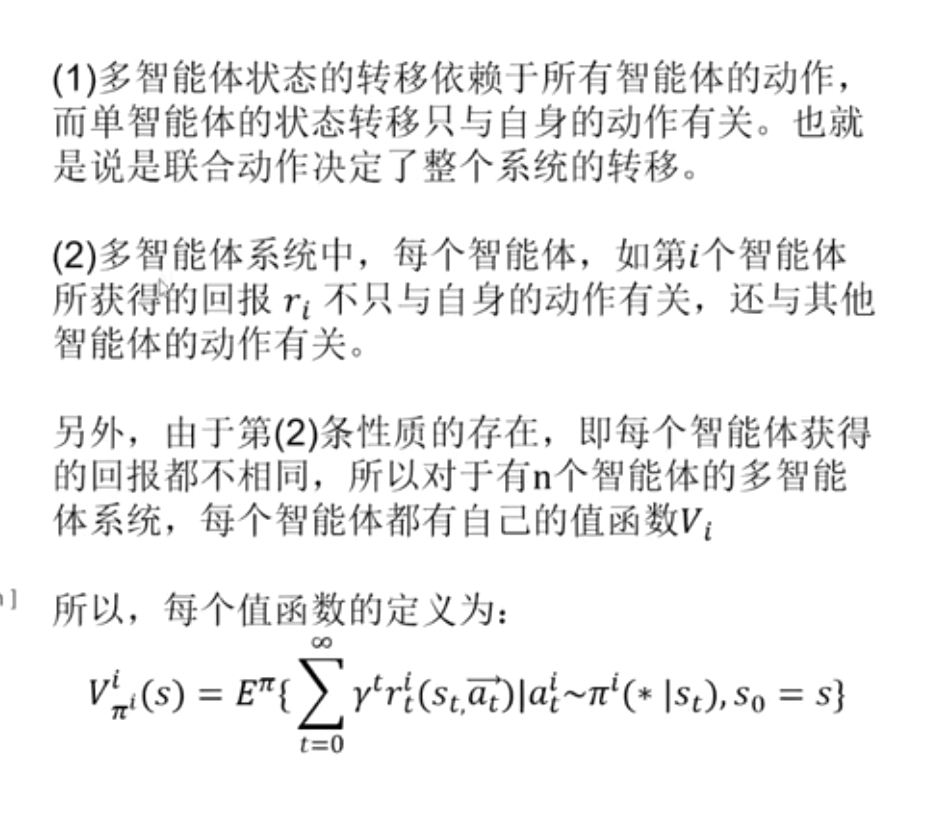 (1)多智能体状态的转移依赖于所有智能体的动作，
而单智能体的状态转移只与自身的动作有关。也就
是说是联合动作决定了整个系统的转移。
(2)多智能体系统中，每个智能体，如第i个智能体
所获得的回报 rᵢ 不只与自身的动作有关，还与其他
智能体的动作有关。
另外，由于第(2)条性质的存在，即每个智能体获得
的回报都不相同，所以对于有n个智能体的多智能
体系统，每个智能体都有自己的值函数Vᵢ
所以，每个值函数的定义为：
$V^i_{\pi^i}(s) = E^\pi\{\sum_{t=0}^{\infty} \gamma^t r^i_t(s_{t,}\overrightarrow{a_t})|a^i_t \sim \pi^i(* |s_t), s_0 = s\}$